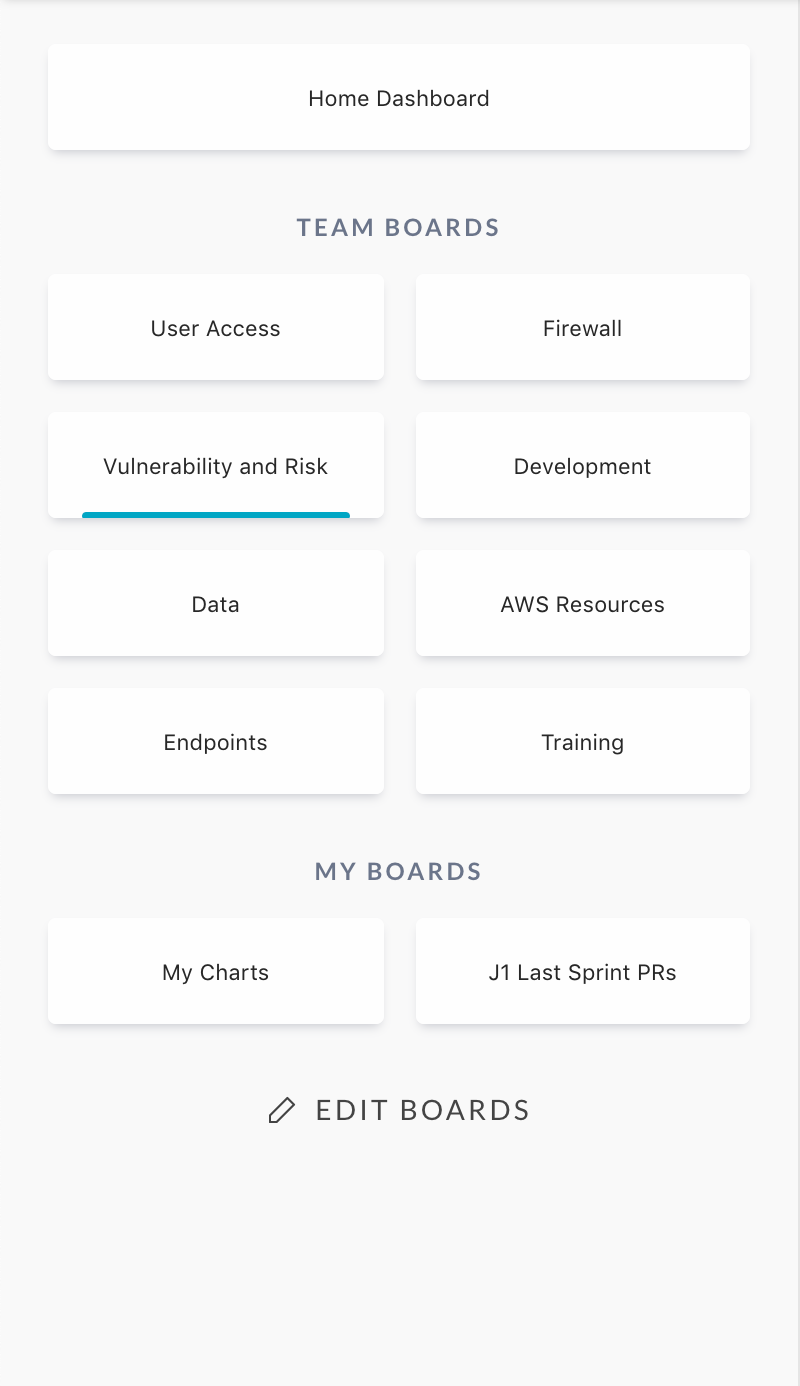 Home Dashboard
TEAM BOARDS
User Access
Firewall
Vulnerability and Risk
Development
Data
AWS Resources
Endpoints
Training
MY BOARDS
My Charts
J1 Last Sprint PRs
EDIT BOARDS